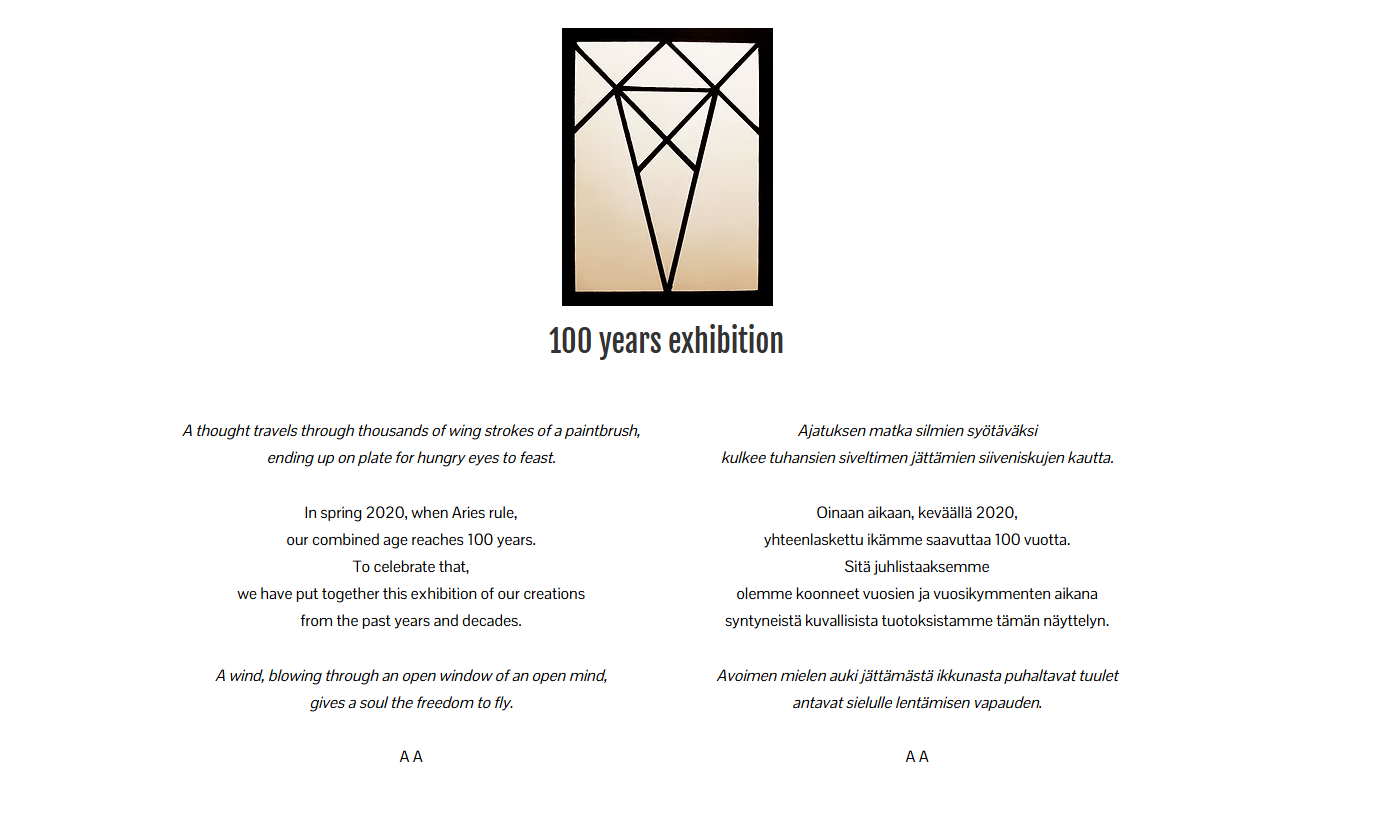 100 years exhibition
A thought travels through thousands of wing strokes of a paintbrush,
ending up on plate for hungry eyes to feast.
In spring 2020, when Aries rule,
our combined age reaches 100 years.
To celebrate that,
we have put together this exhibition of our creations
from the past years and decades.
A wind, blowing through an open window of an open mind,
gives a soul the freedom to fly.
A A
Ajatuksen matka silmien syötäväksi
kulkee tuhansien siveltimen jättämien siiveniskujen kautta.
Oinaan aikaan, keväällä 2020,
yhteenlaskettu ikämme saavuttaa 100 vuotta.
Sitä juhlistaaksemme
olemme koonneet vuosien ja vuosikymmenten aikana
syntyneistä kuvallisista tuotoksistamme tämän näyttelyn.
Avoimen mielen auki jättämästä ikkunasta puhaltavat tuulet
antavat sielulle lentämisen vapauden.
A A